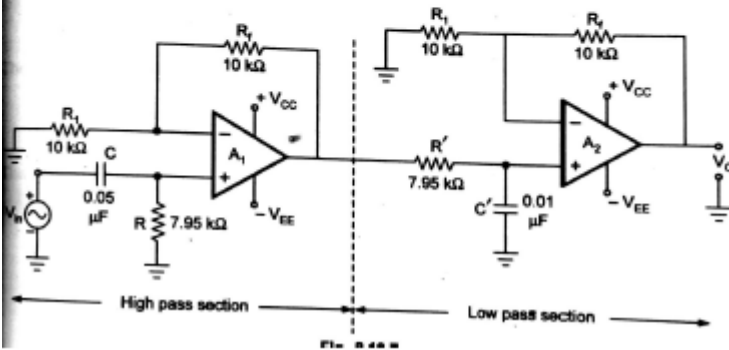 R₁
10 kΩ
Rf
10 kΩ
Rf
10 kΩ
+ VCC
+ VCC
R₁
10 kΩ
C
0.05
μF
A₁
R'
7.95 kΩ
A₂
Vin
R
7.95 kΩ
- VEE
C'
0.01
μF
- VEE
High pass section
Low pass section